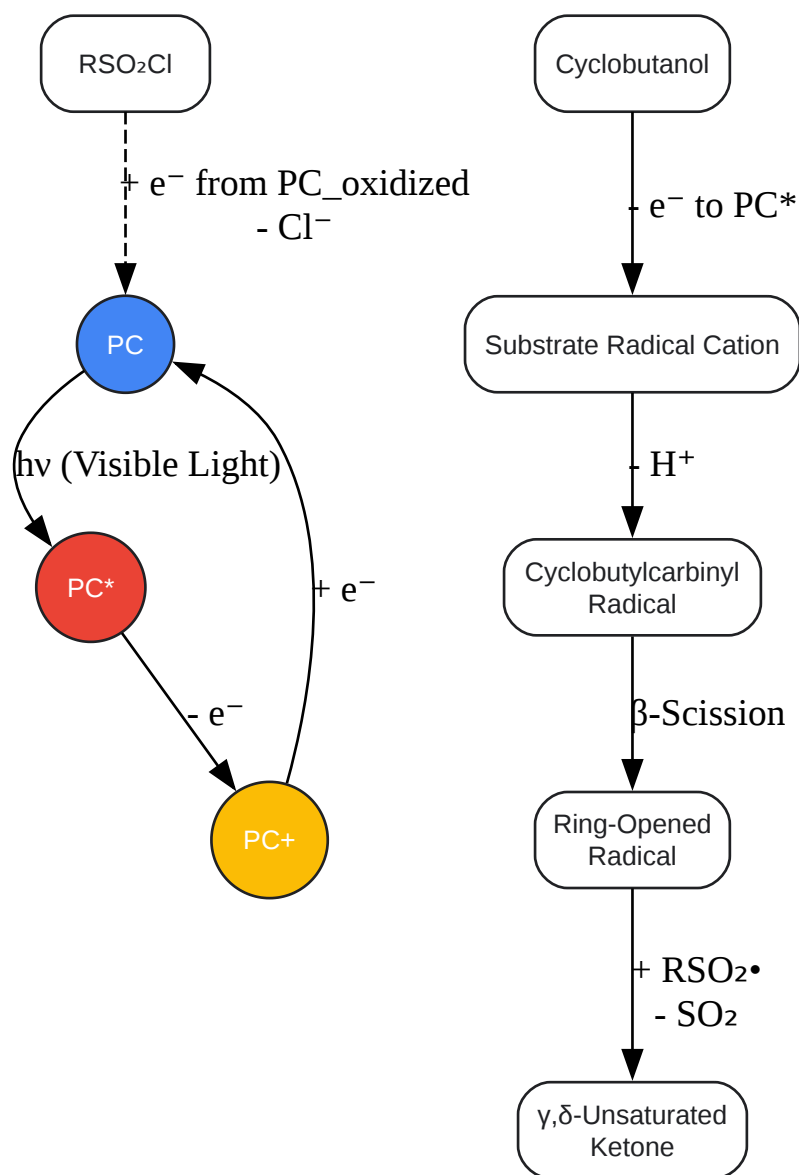 RSO₂Cl
Cyclobutanol
+ e⁻ from PC_oxidized
- Cl⁻
- e⁻ to PC*
PC
Substrate Radical Cation
hν (Visible Light)
- H⁺
PC*
+ e⁻
Cyclobutylcarbinyl
Radical
- e⁻
β-Scission
PC+
Ring-Opened
Radical
+ RSO₂•
- SO₂
γ,δ-Unsaturated
Ketone